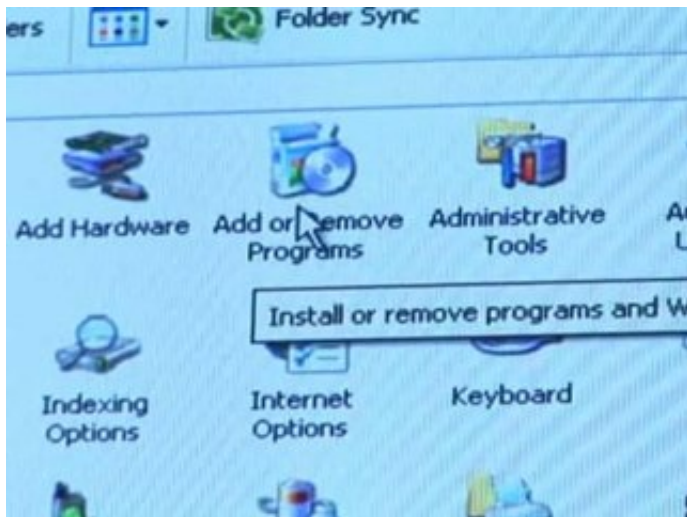 ers
Folder Sync
Add Hardware
Add or Remove
Programs
Administrative
Tools
Install or remove programs and W
Indexing
Options
Internet
Options
Keyboard